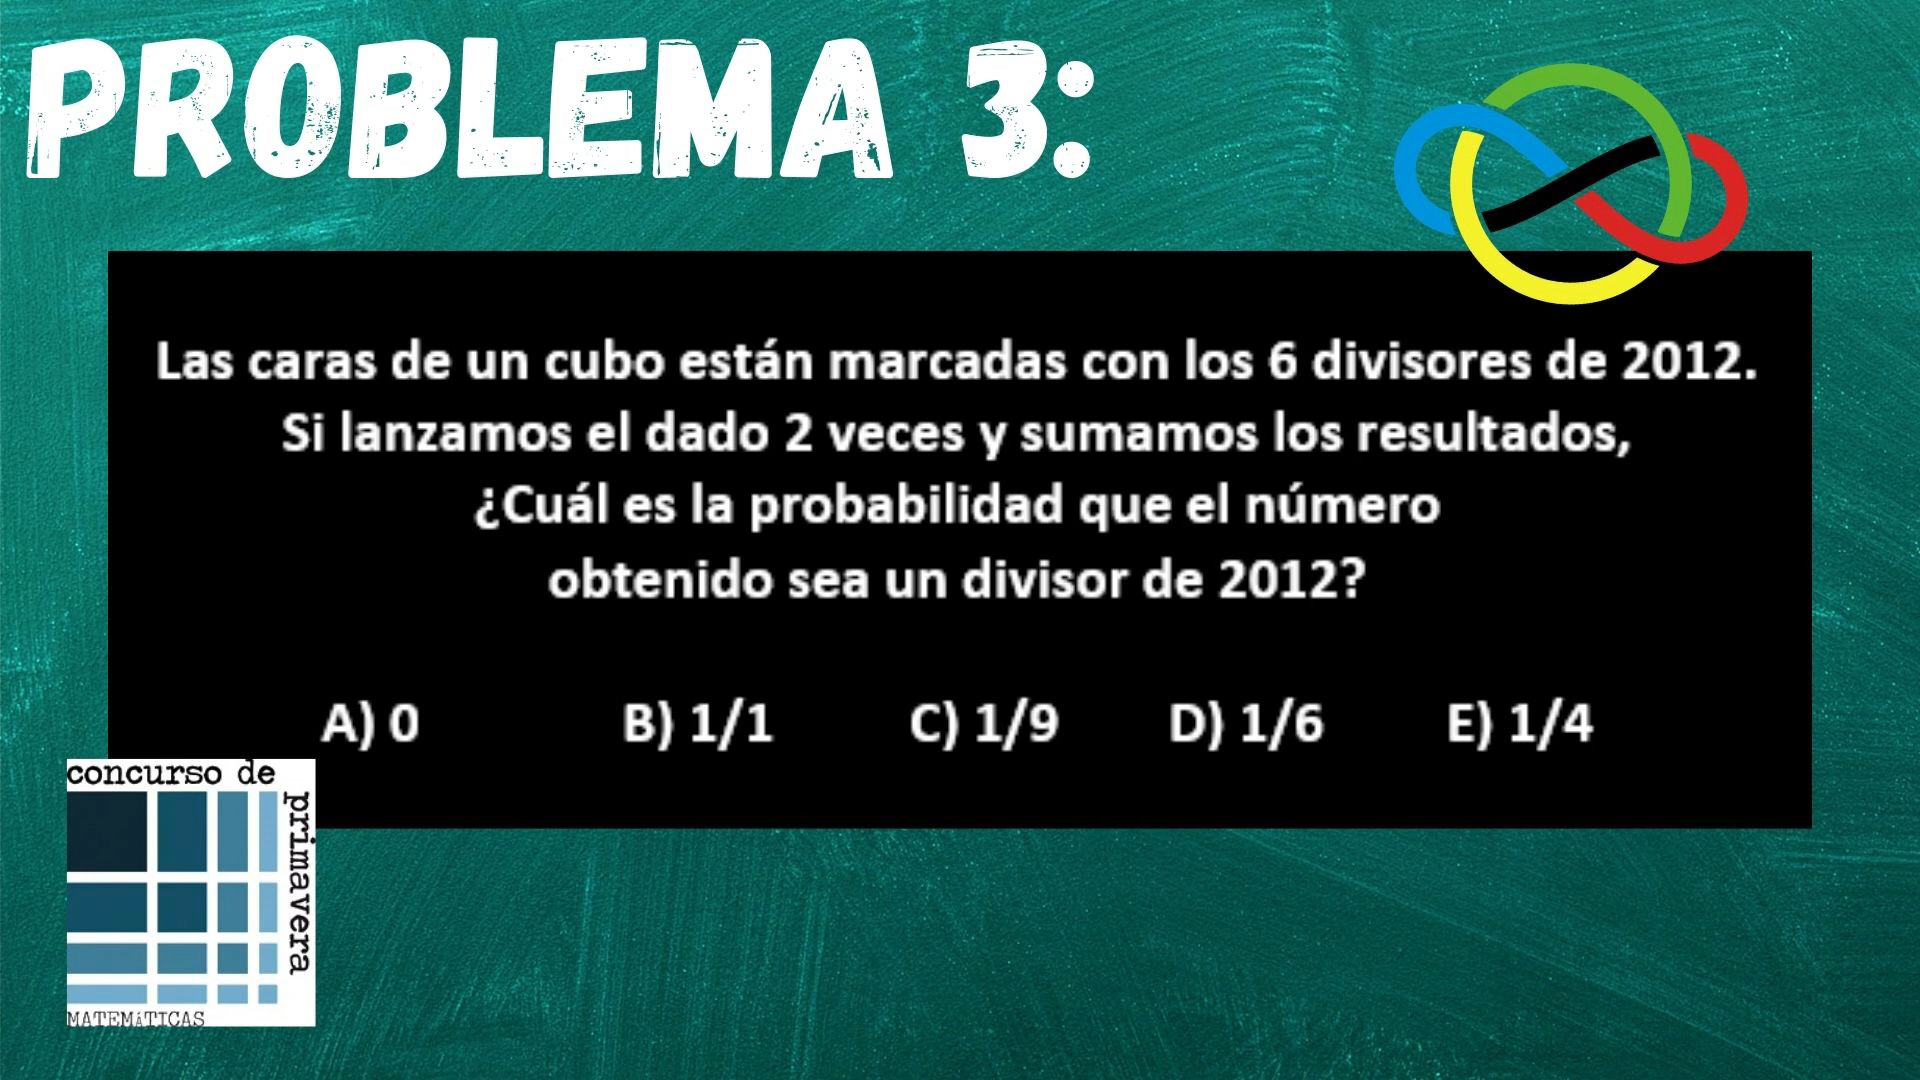 PROBLEMA 3:
Las caras de un cubo están marcadas con los 6 divisores de 2012.
Si lanzamos el dado 2 veces y sumamos los resultados,
¿Cuál es la probabilidad que el número
obtenido sea un divisor de 2012?
A) 0 B) 1/1 C) 1/9 D) 1/6 E) 1/4
concurso de
primavera
MATEMÁTICAS